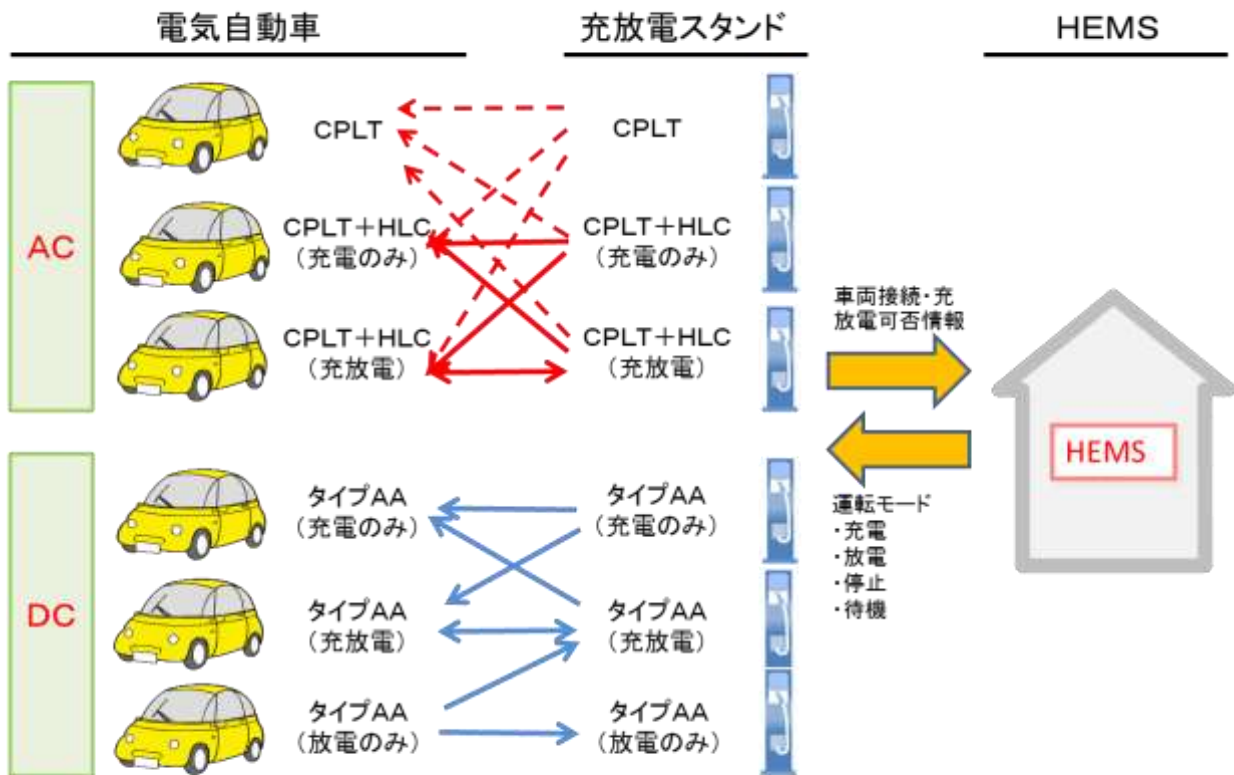 電気自動車
充放電スタンド
HEMS
AC
CPLT
CPLT
CPLT+HLC
(充電のみ)
CPLT+HLC
(充電のみ)
CPLT+HLC
(充放電)
CPLT+HLC
(充放電)
車両接続・充
放電可否情報
HEMS
運転モード
・充電
・放電
・停止
・待機
DC
タイプAA
(充電のみ)
タイプAA
(充電のみ)
タイプAA
(充放電)
タイプAA
(充放電)
タイプAA
(放電のみ)
タイプAA
(放電のみ)